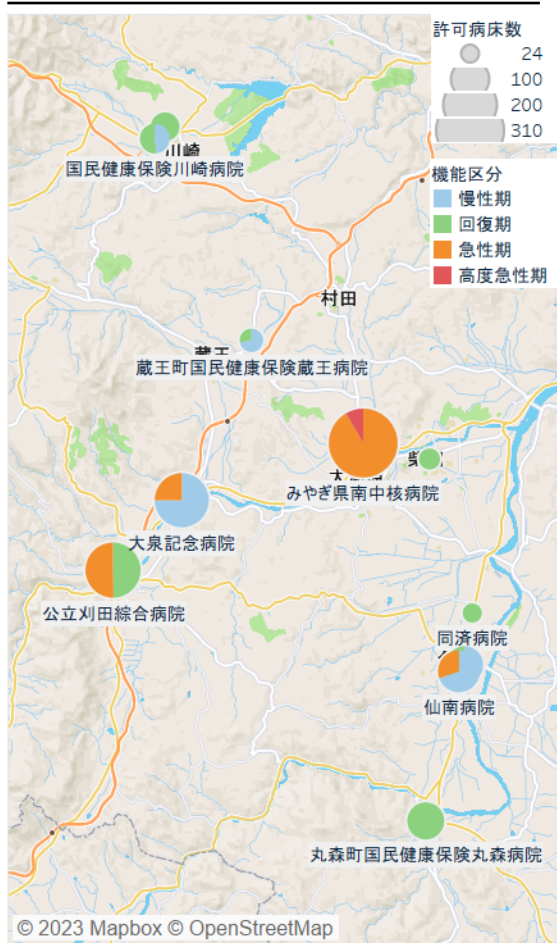 許可病床数
24
100
200
310
機能区分
慢性期
回復期
急性期
高度急性期
川崎
国民健康保険川崎病院
村田
蔵王
蔵王町国民健康保険蔵王病院
みやぎ県南中核病院
大泉記念病院
公立刈田綜合病院
同済病院
仙南病院
丸森町国民健康保険丸森病院
© 2023 Mapbox © OpenStreetMap